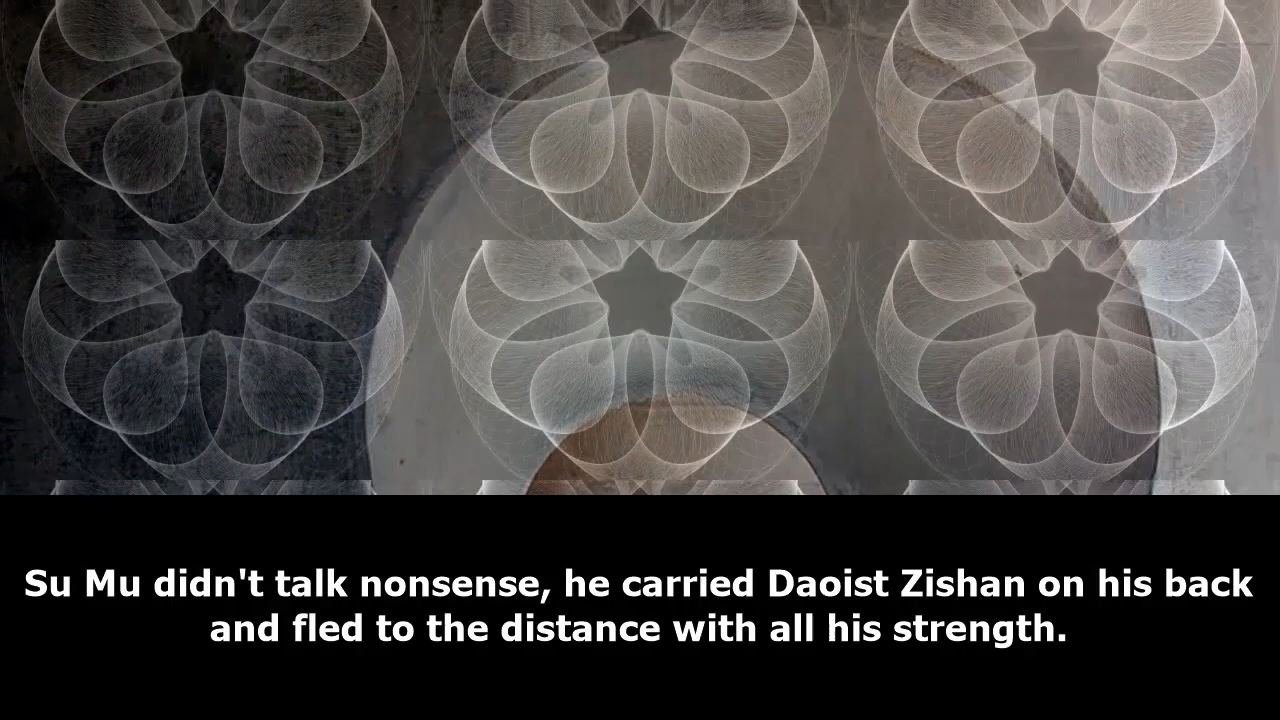 Su Mu didn't talk nonsense, he carried Daoist Zishan on his back
and fled to the distance with all his strength.